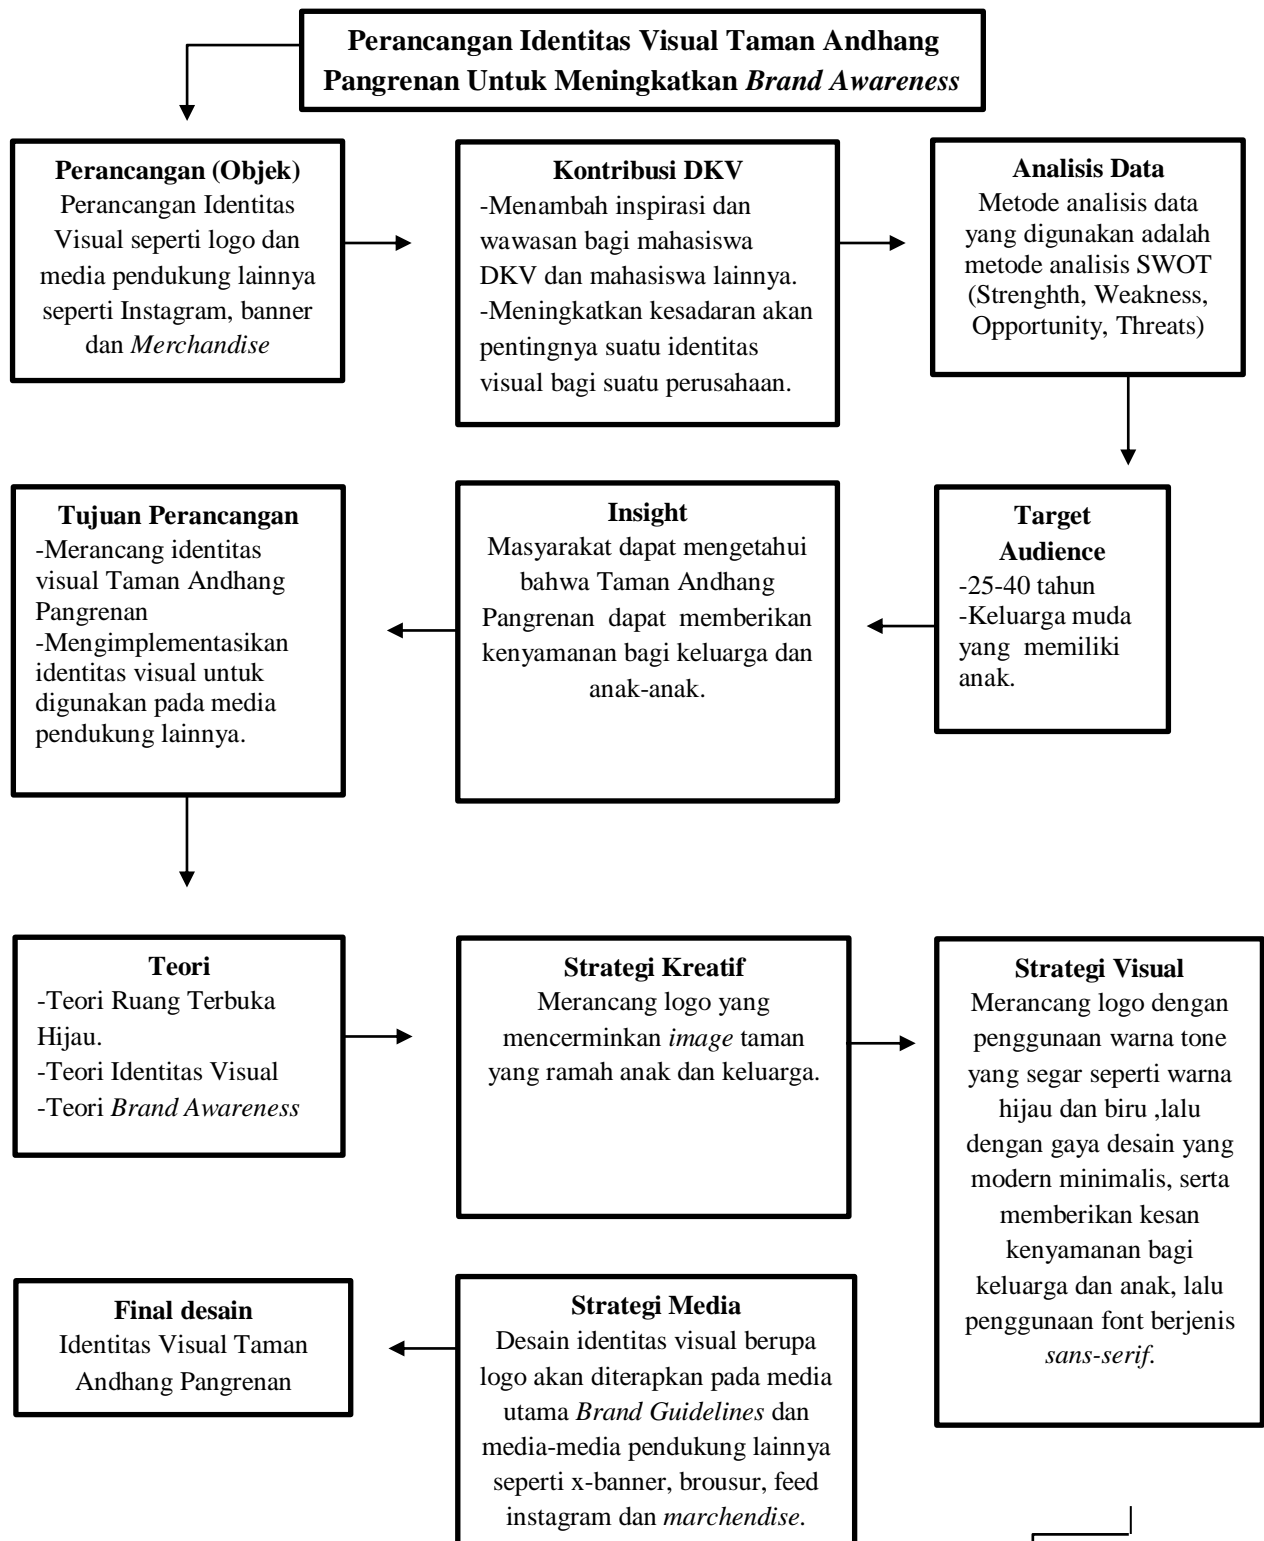 Perancangan Identitas Visual Taman Andhang
Pangrenan Untuk Meningkatkan Brand Awareness
Perancangan (Objek)
Perancangan Identitas
Visual seperti logo dan
media pendukung lainnya
seperti Instagram, banner
dan Merchandise
Kontribusi DKV
-Menambah inspirasi dan
wawasan bagi mahasiswa
DKV dan mahasiswa lainnya.
-Meningkatkan kesadaran akan
pentingnya suatu identitas
visual bagi suatu perusahaan.
Analisis Data
Metode analisis data
yang digunakan adalah
metode analisis SWOT
(Strenghth, Weakness,
Opportunity, Threats)
Target
Audience
-25-40 tahun
-Keluarga muda
yang memiliki
anak.
Insight
Masyarakat dapat mengetahui
bahwa Taman Andhang
Pangrenan dapat memberikan
kenyamanan bagi keluarga dan
anak-anak.
Tujuan Perancangan
-Merancang identitas
visual Taman Andhang
Pangrenan
-Mengimplementasikan
identitas visual untuk
digunakan pada media
pendukung lainnya.
Teori
-Teori Ruang Terbuka
Hijau.
-Teori Identitas Visual
-Teori Brand Awareness
Strategi Kreatif
Merancang logo yang
mencerminkan image taman
yang ramah anak dan keluarga.
Strategi Visual
Merancang logo dengan
penggunaan warna tone
yang segar seperti warna
hijau dan biru ,lalu
dengan gaya desain yang
modern minimalis, serta
memberikan kesan
kenyamanan bagi
keluarga dan anak, lalu
penggunaan font berjenis
sans-serif.
Strategi Media
Desain identitas visual berupa
logo akan diterapkan pada media
utama Brand Guidelines dan
media-media pendukung lainnya
seperti x-banner, brousur, feed
instagram dan marchendise.
Final desain
Identitas Visual Taman
Andhang Pangrenan